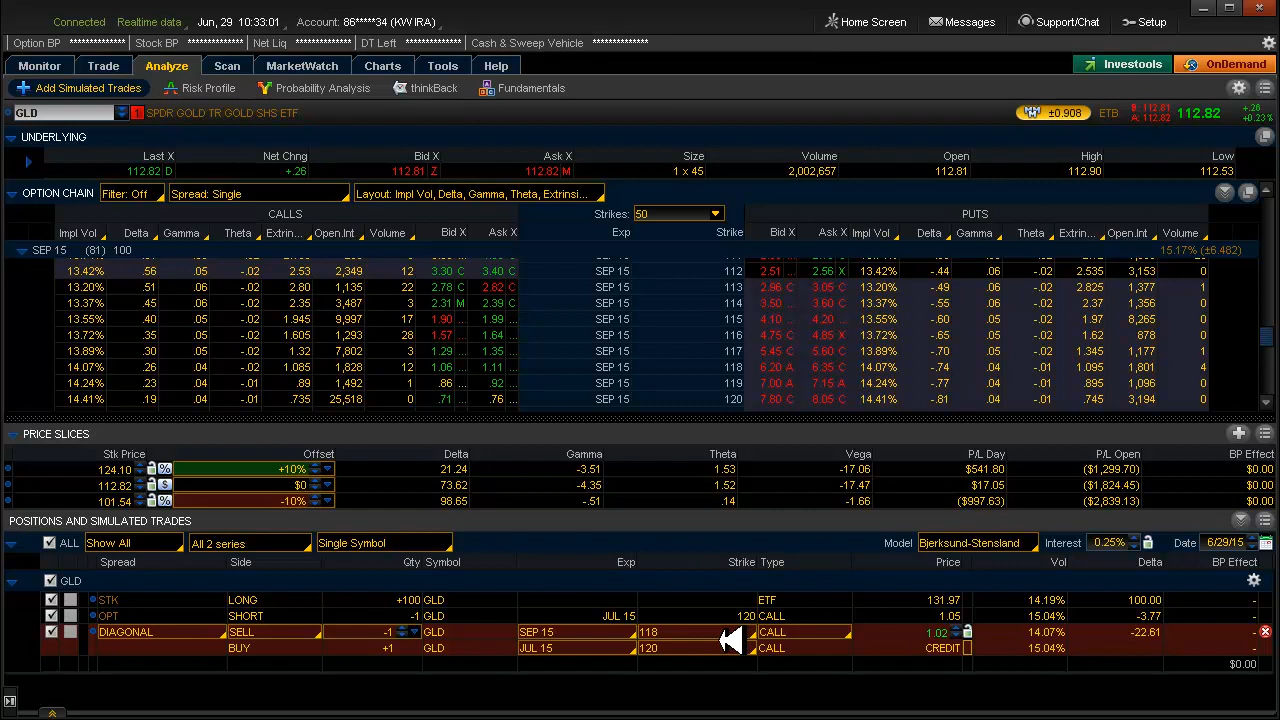 Connected Realtime data Jun, 29 10:33:01 Account: 86*****34 (KW IRA) Home Screen Messages Support/Chat Setup
Option BP ************** Stock BP ************** Net Liq ************** DT Left ************** Cash & Sweep Vehicle **************
Monitor Trade Analyze Scan MarketWatch Charts Tools Help Investools OnDemand
Add Simulated Trades Risk Profile Probability Analysis thinkBack Fundamentals
GLD 1 SPDR GOLD TR GOLD SHS ETF ±0.908 ETB B: 112.81 A: 112.82 112.82 +.26 +0.23%
UNDERLYING
Last X Net Chng Bid X Ask X Size Volume Open High Low
112.82 D +.26 112.81 Z 112.82 M 1 x 45 2,002,657 112.81 112.90 112.53
OPTION CHAIN Filter: Off Spread: Single Layout: Impl Vol, Delta, Gamma, Theta, Extrinsi...
CALLS Strikes: 50 PUTS
Impl Vol Delta Gamma Theta Extrin... Open.Int Volume Bid X Ask X Exp Strike Bid X Ask X Impl Vol Delta Gamma Theta Extrin... Open.Int Volume
SEP 15 (81) 100 15.17% (±6.482)
13.42% .56 .05 -.02 2.53 2,349 12 3.30 C 3.40 C SEP 15 112 2.51 ... 2.56 X 13.42% -.44 .06 -.02 2.535 3,153 0
13.20% .51 .06 -.02 2.80 1,135 22 2.78 C 2.82 C SEP 15 113 2.96 C 3.05 C 13.20% -.49 .06 -.02 2.825 1,377 1
13.37% .45 .06 -.02 2.35 3,487 3 2.31 M 2.39 C SEP 15 114 3.50 ... 3.60 C 13.37% -.55 .06 -.02 2.37 1,356 0
13.55% .40 .05 -.02 1.945 9,997 17 1.90 ... 1.99 ... SEP 15 115 4.10 ... 4.20 ... 13.55% -.60 .06 -.02 1.97 8,265 0
13.72% .35 .05 -.02 1.605 1,293 28 1.57 ... 1.64 ... SEP 15 116 4.75 C 4.85 X 13.72% -.65 .05 -.02 1.62 678 0
13.89% .30 .05 -.02 1.32 7,802 3 1.29 ... 1.35 ... SEP 15 117 5.45 C 5.60 C 13.89% -.70 .05 -.02 1.345 1,177 1
14.07% .26 .04 -.02 1.085 1,828 12 1.06 ... 1.11 ... SEP 15 118 6.20 A 6.35 C 14.07% -.74 .05 -.02 1.095 1,801 4
14.24% .23 .04 -.01 .89 1,492 1 .86 ... .92 ... SEP 15 119 7.00 A 7.15 A 14.24% -.77 .04 -.01 .895 1,096 0
14.41% .19 .04 -.01 .735 25,518 0 .71 ... .76 ... SEP 15 120 7.80 C 8.05 C 14.41% -.81 .04 -.01 .745 3,194 0
PRICE SLICES
Stk Price Offset Delta Gamma Theta Vega P/L Day P/L Open BP Effect
124.10 % +10% 21.24 -3.51 1.53 -17.06 $541.80 ($1,299.70) $0.00
112.82 $ $0 73.62 -4.35 1.52 -17.47 $17.05 ($1,824.45) $0.00
101.54 % -10% 98.65 -.51 .14 -1.66 ($997.63) ($2,839.13) $0.00
POSITIONS AND SIMULATED TRADES
ALL Show All All 2 series Single Symbol Model Bjerksund-Stensland Interest 0.25% Date 6/29/15
Spread Side Qty Symbol Exp Strike Type Price Vol Delta BP Effect
GLD
STK LONG +100 GLD ETF 131.97 14.19% 100.00 -
OPT SHORT -1 GLD JUL 15 120 CALL 1.05 15.04% -3.77 -
DIAGONAL SELL -1 GLD SEP 15 118 CALL 1.02 14.07% -22.61 -
BUY +1 GLD JUL 15 120 CALL CREDIT 15.04% -
$0.00